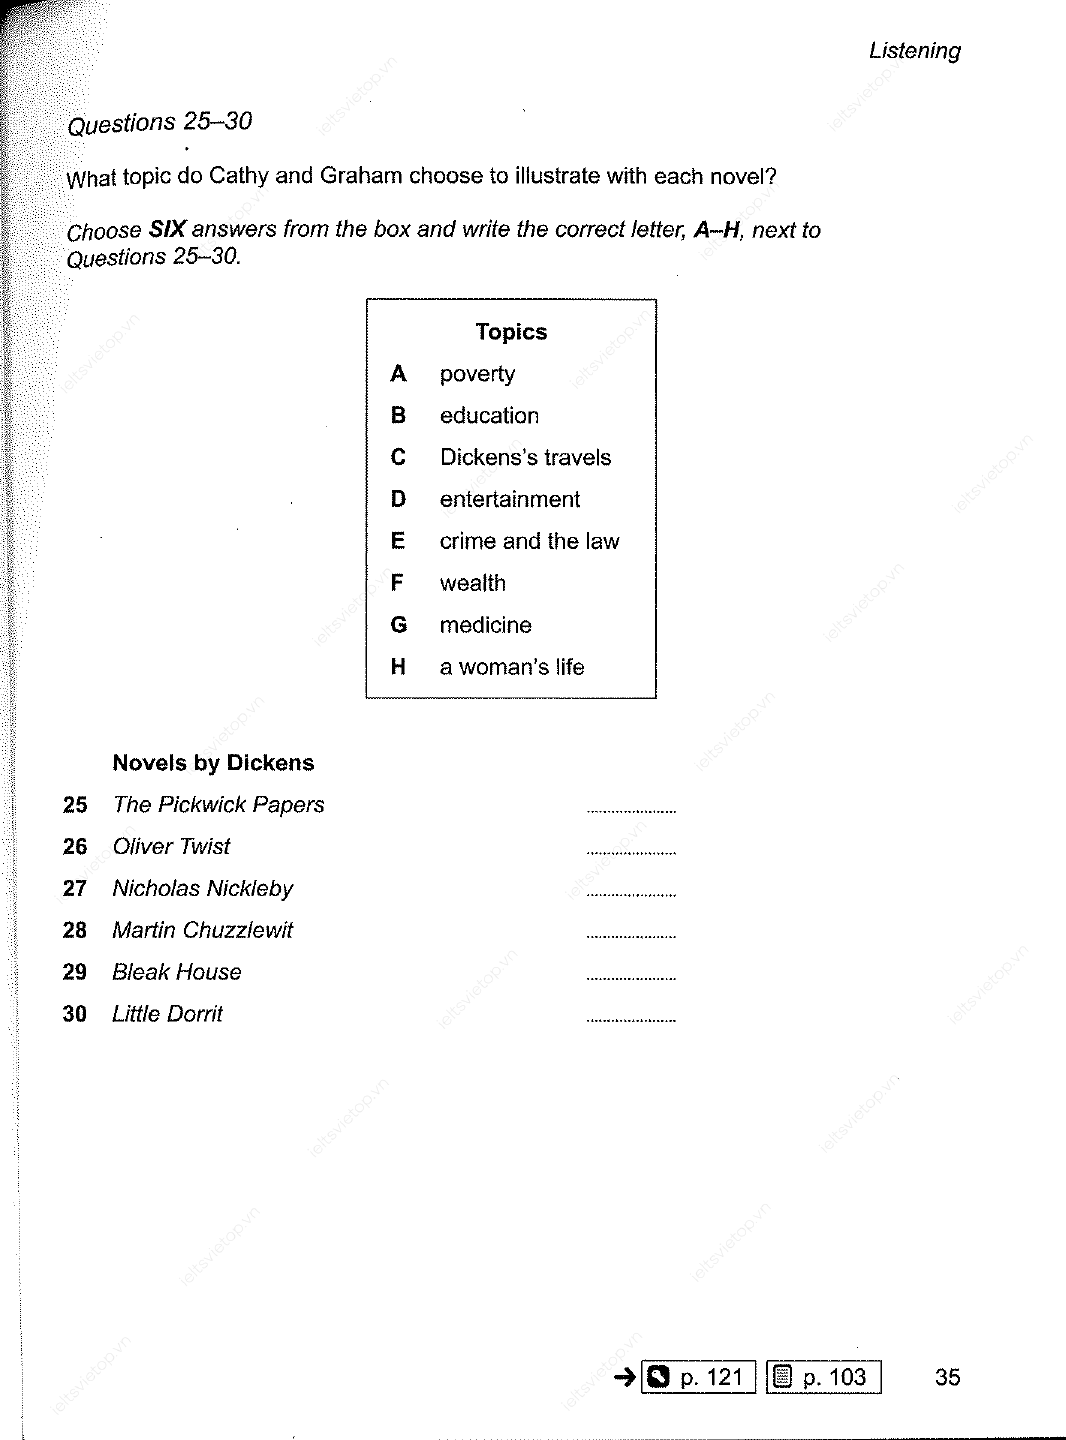 Listening
Questions 25–30
What topic do Cathy and Graham choose to illustrate with each novel?
Choose SIX answers from the box and write the correct letter, A–H, next to
Questions 25–30.
Topics
A poverty
B education
C Dickens's travels
D entertainment
E crime and the law
F wealth
G medicine
H a woman's life
Novels by Dickens
25 The Pickwick Papers ......................
26 Oliver Twist ......................
27 Nicholas Nickleby ......................
28 Martin Chuzzlewit ......................
29 Bleak House ......................
30 Little Dorrit ......................
→ p. 121 p. 103 35
ieltsvietop.vn